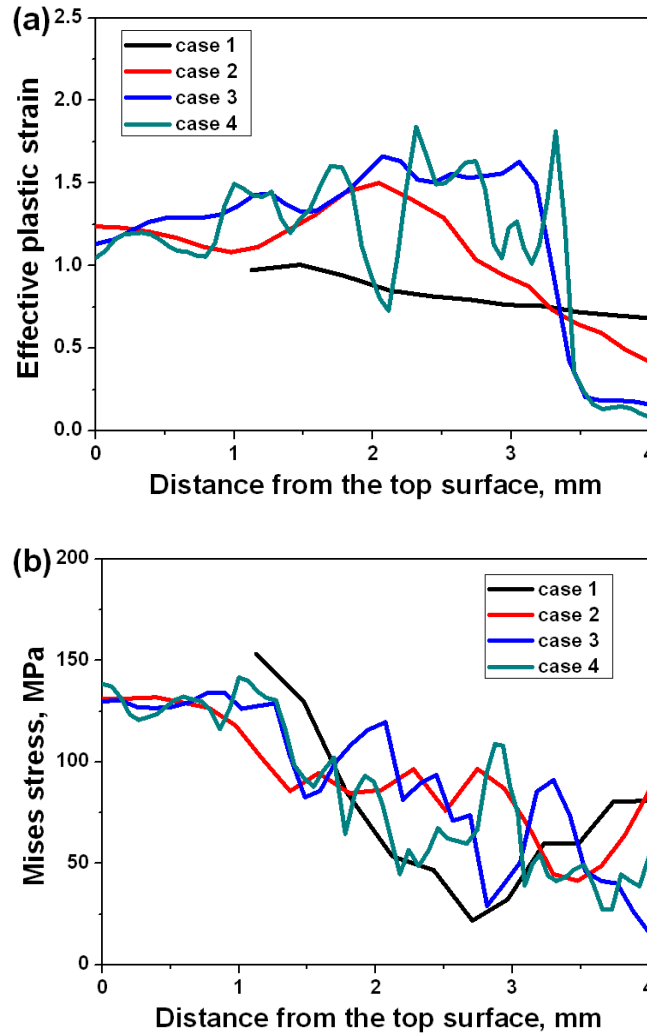 (a)
2.5
2.0
1.5
1.0
0.5
0.0
Effective plastic strain
case 1
case 2
case 3
case 4
0 1 2 3 4
Distance from the top surface, mm
(b)
200
150
100
50
0
Mises stress, MPa
case 1
case 2
case 3
case 4
0 1 2 3 4
Distance from the top surface, mm